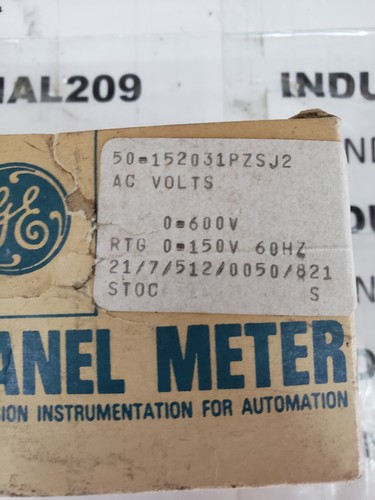 IAL209
INDU
50=152031PZSJ2
AC VOLTS
0=600V
RTG 0=150V 60HZ
21/7/512/0050/821
STOC S
GE
ANEL METER
ION INSTRUMENTATION FOR AUTOMATION